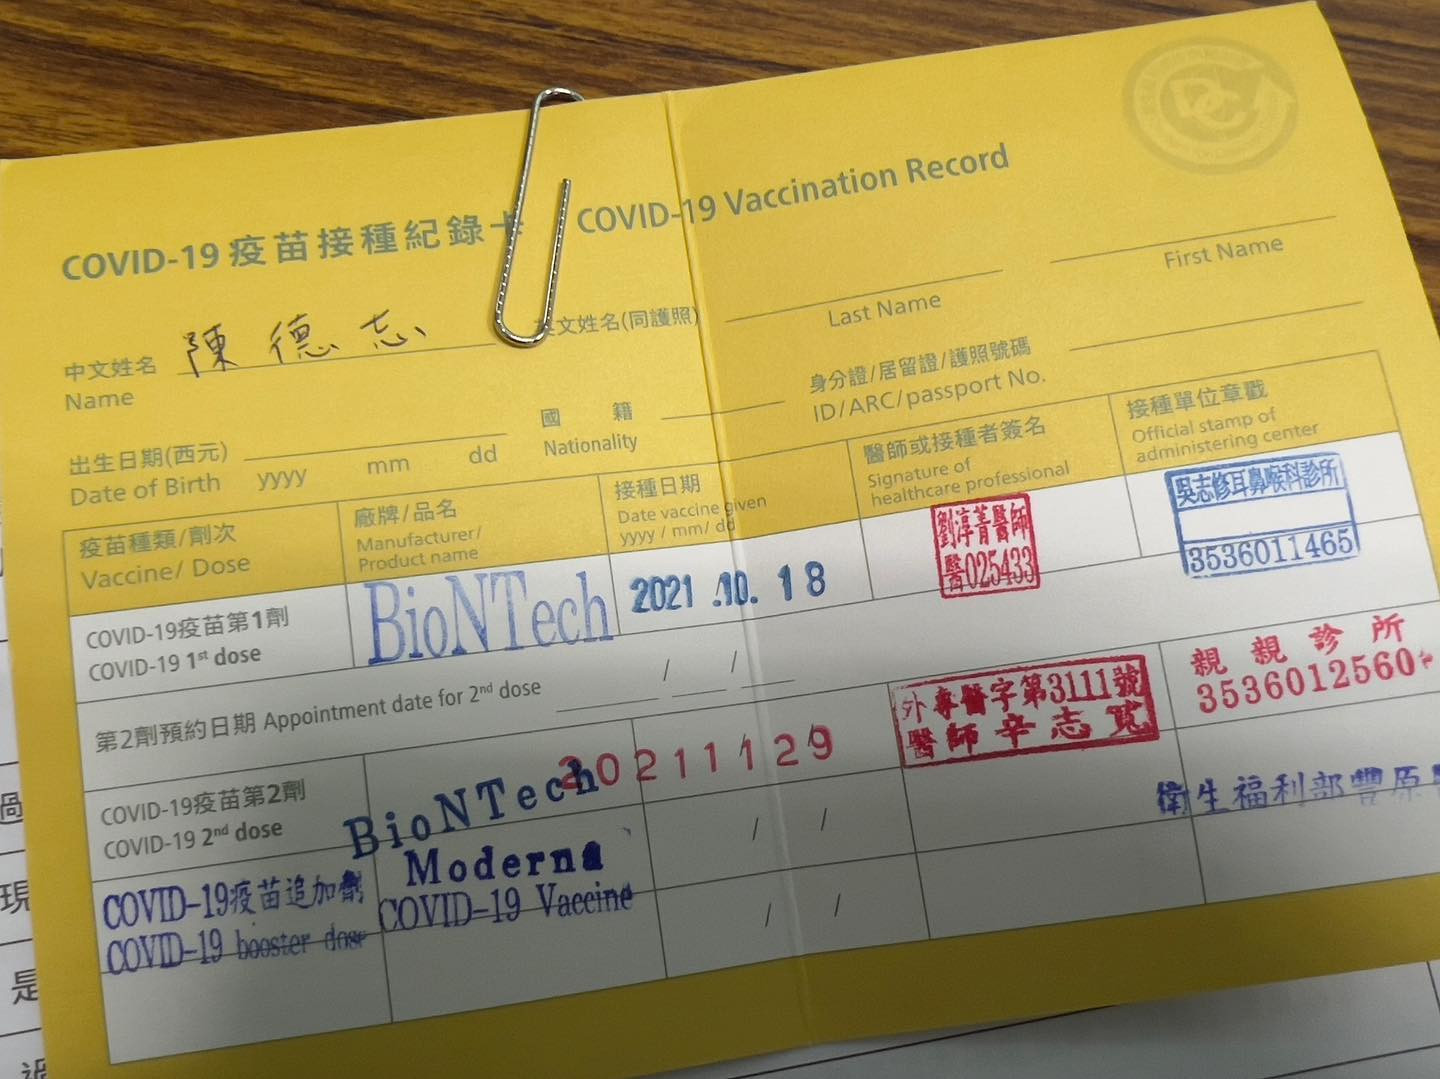 COVID-19疫苗接種紀錄卡 COVID-19 Vaccination Record
中文姓名 陳德志 英文姓名(同護照)
Name Last Name First Name
出生日期(西元) 國籍 身分證/居留證/護照號碼
Date of Birth yyyy mm dd Nationality ID/ARC/passport No.
疫苗種類/劑次
Vaccine/ Dose
廠牌/品名
Manufacturer/
Product name
接種日期
Date vaccine given
yyyy / mm/ dd
醫師或接種者簽名
Signature of
healthcare professional
接種單位章戳
Official stamp of
administering center
COVID-19疫苗第1劑
COVID-19 1st dose
BioNTech
2021.10.18
劉淳菁醫師
醫025433
吳志修耳鼻喉科診所
3536011465
第2劑預約日期 Appointment date for 2nd dose / /
COVID-19疫苗第2劑
COVID-19 2nd dose
BioNTech
20211129
外專醫字第3111號
醫師辛志寬
親親診所
3536012560
COVID-19疫苗追加劑
COVID-19 booster dose
Moderna
COVID-19 Vaccine
/ /
衛生福利部豐原
/ /
過
現
是
過